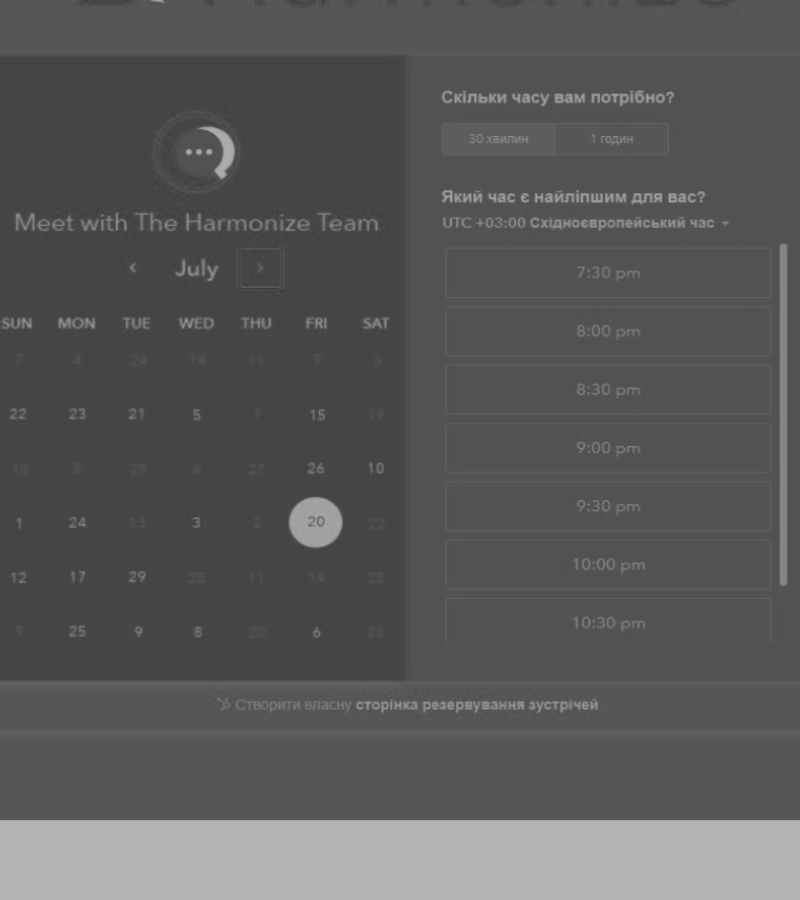 Meet with The Harmonize Team
July
SUN MON TUE WED THU FRI SAT
7 4 24 14 11 9 5
22 23 21 5 7 15 19
10 5 29 6 27 26 10
1 24 13 3 2 20 22
12 17 29 28 11 14 28
9 25 9 8 20 6 25
Скільки часу вам потрібно?
30 хвилин 1 годин
Який час є найліпшим для вас?
UTC +03:00 Східноєвропейський час
7:30 pm
8:00 pm
8:30 pm
9:00 pm
9:30 pm
10:00 pm
10:30 pm
Створити власну сторінка резервування зустрічей